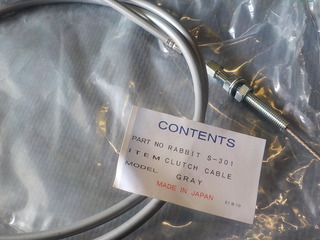 CONTENTS
PART NO RABBIT S-301
ITEM CLUTCH CABLE
MODEL GRAY
MADE IN JAPAN